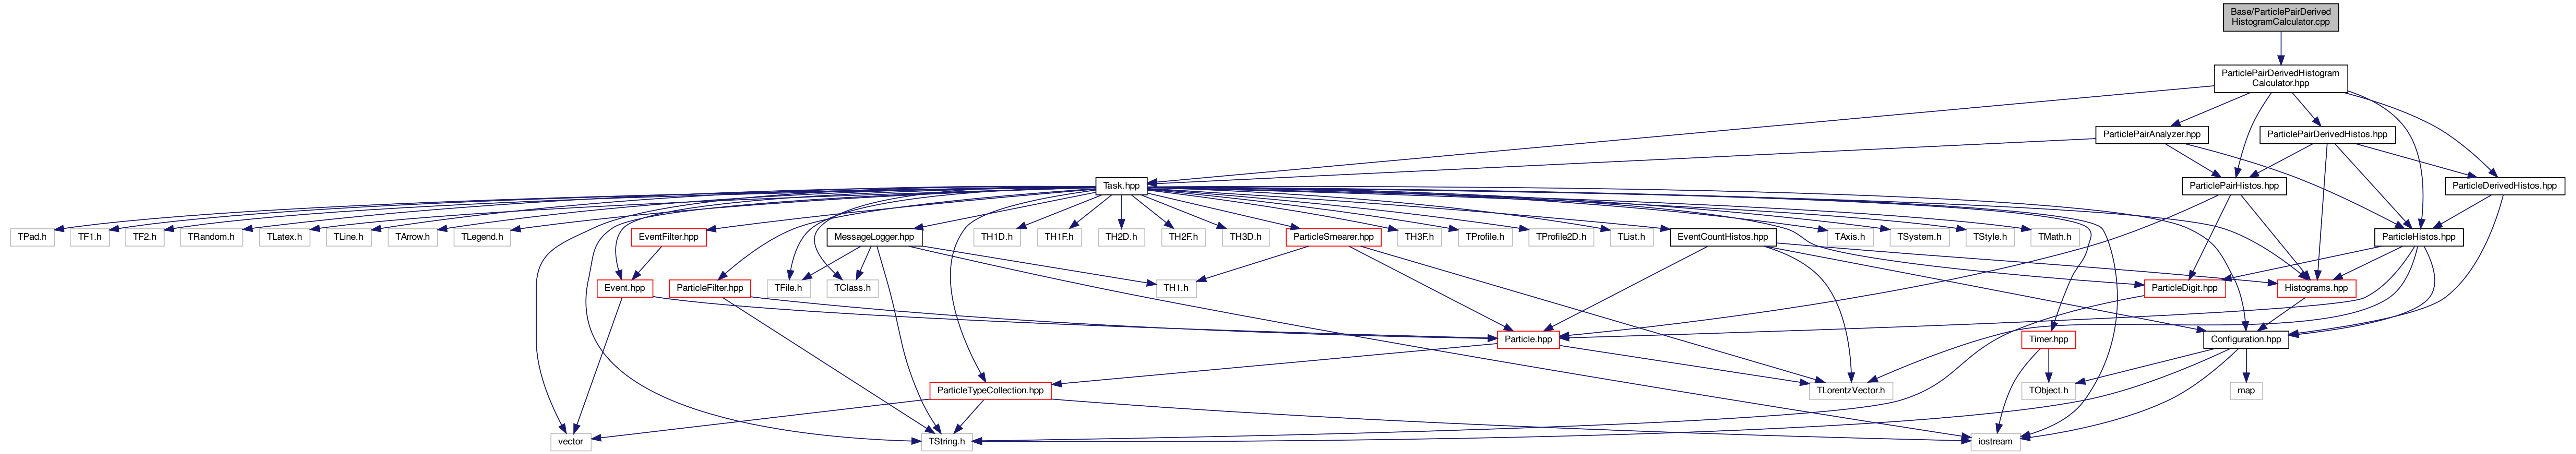 Base/ParticlePairDerived
HistogramCalculator.cpp
ParticlePairDerivedHistogram
Calculator.hpp
ParticlePairAnalyzer.hpp
ParticlePairDerivedHistos.hpp
Task.hpp
ParticlePairHistos.hpp
ParticleDerivedHistos.hpp
TPad.h
TF1.h
TF2.h
TRandom.h
TLatex.h
TLine.h
TArrow.h
TLegend.h
EventFilter.hpp
MessageLogger.hpp
TH1D.h
TH1F.h
TH2D.h
TH2F.h
TH3D.h
ParticleSmearer.hpp
TH3F.h
TProfile.h
TProfile2D.h
TList.h
EventCountHistos.hpp
TAxis.h
TSystem.h
TStyle.h
TMath.h
ParticleHistos.hpp
Event.hpp
ParticleFilter.hpp
TFile.h
TClass.h
TH1.h
ParticleDigit.hpp
Histograms.hpp
Particle.hpp
Timer.hpp
Configuration.hpp
ParticleTypeCollection.hpp
TLorentzVector.h
TObject.h
map
vector
TString.h
iostream